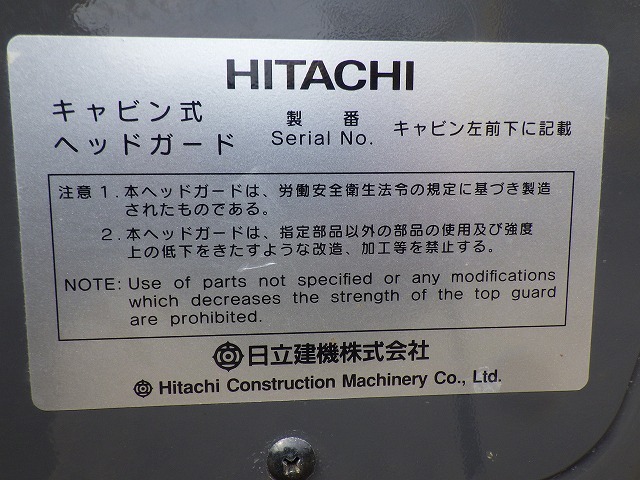 HITACHI
キャビン式
ヘッドガード
製番
Serial No.
キャビン左前下に記載
注意 1. 本ヘッドガードは、労働安全衛生法令の規定に基づき製造
されたものである。
2. 本ヘッドガードは、指定部品以外の部品の使用及び強度
上の低下をきたすような改造、加工等を禁止する。
NOTE: Use of parts not specified or any modifications
which decreases the strength of the top guard
are prohibited.
日立建機株式会社
Hitachi Construction Machinery Co., Ltd.